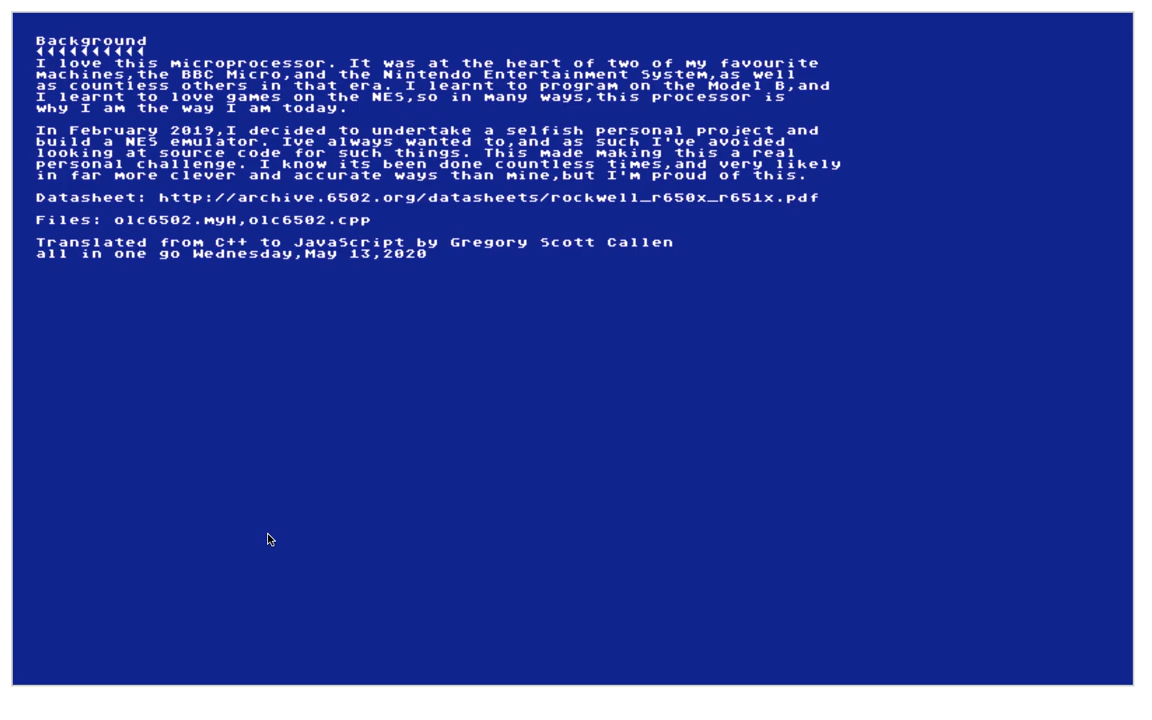 Background
I love this microprocessor. It was at the heart of two of my favourite
machines,the BBC Micro,and the Nintendo Entertainment System,as well
as countless others in that era. I learnt to program on the Model B,and
I learnt to love games on the NES,so in many ways,this processor is
why I am the way I am today.
In February 2019,I decided to undertake a selfish personal project and
build a NES emulator. Ive always wanted to,and as such I've avoided
looking at source code for such things. This made making this a real
personal challenge. I know its been done countless times,and very likely
in far more clever and accurate ways than mine,but I'm proud of this.
Datasheet: http://archive.6502.org/datasheets/rockwell_r650x_r651x.pdf
Files: olc6502.myH,olc6502.cpp
Translated from C++ to JavaScript by Gregory Scott Callen
all in one go Wednesday,May 13,2020